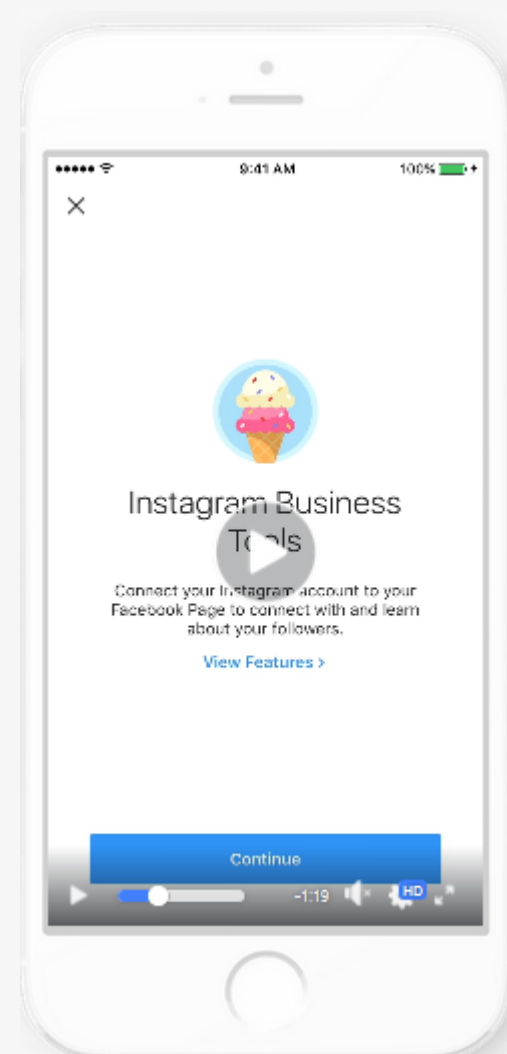 9:41 AM 100%
Instagram Business
Tools
Connect your Instagram account to your
Facebook Page to connect with and learn
about your followers.
View Features >
Continue
-1:19 HD